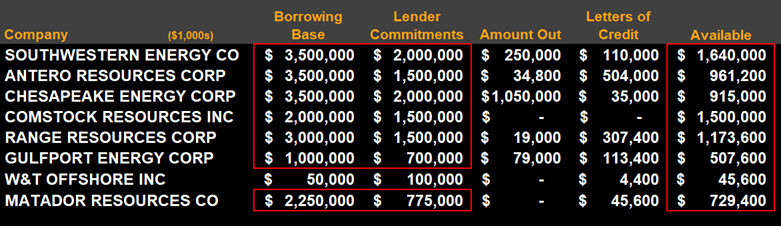 Borrowing Lender Letters of
Company ($1,000s) Base Commitments Amount Out Credit Available
SOUTHWESTERN ENERGY CO $ 3,500,000 $ 2,000,000 $ 250,000 $ 110,000 $ 1,640,000
ANTERO RESOURCES CORP $ 3,500,000 $ 1,500,000 $ 34,800 $ 504,000 $ 961,200
CHESAPEAKE ENERGY CORP $ 3,500,000 $ 2,000,000 $1,050,000 $ 35,000 $ 915,000
COMSTOCK RESOURCES INC $ 2,000,000 $ 1,500,000 $ - $ - $ 1,500,000
RANGE RESOURCES CORP $ 3,000,000 $ 1,500,000 $ 19,000 $ 307,400 $ 1,173,600
GULFPORT ENERGY CORP $ 1,000,000 $ 700,000 $ 79,000 $ 113,400 $ 507,600
W&T OFFSHORE INC $ 50,000 $ 100,000 $ - $ 4,400 $ 45,600
MATADOR RESOURCES CO $ 2,250,000 $ 775,000 $ - $ 45,600 $ 729,400